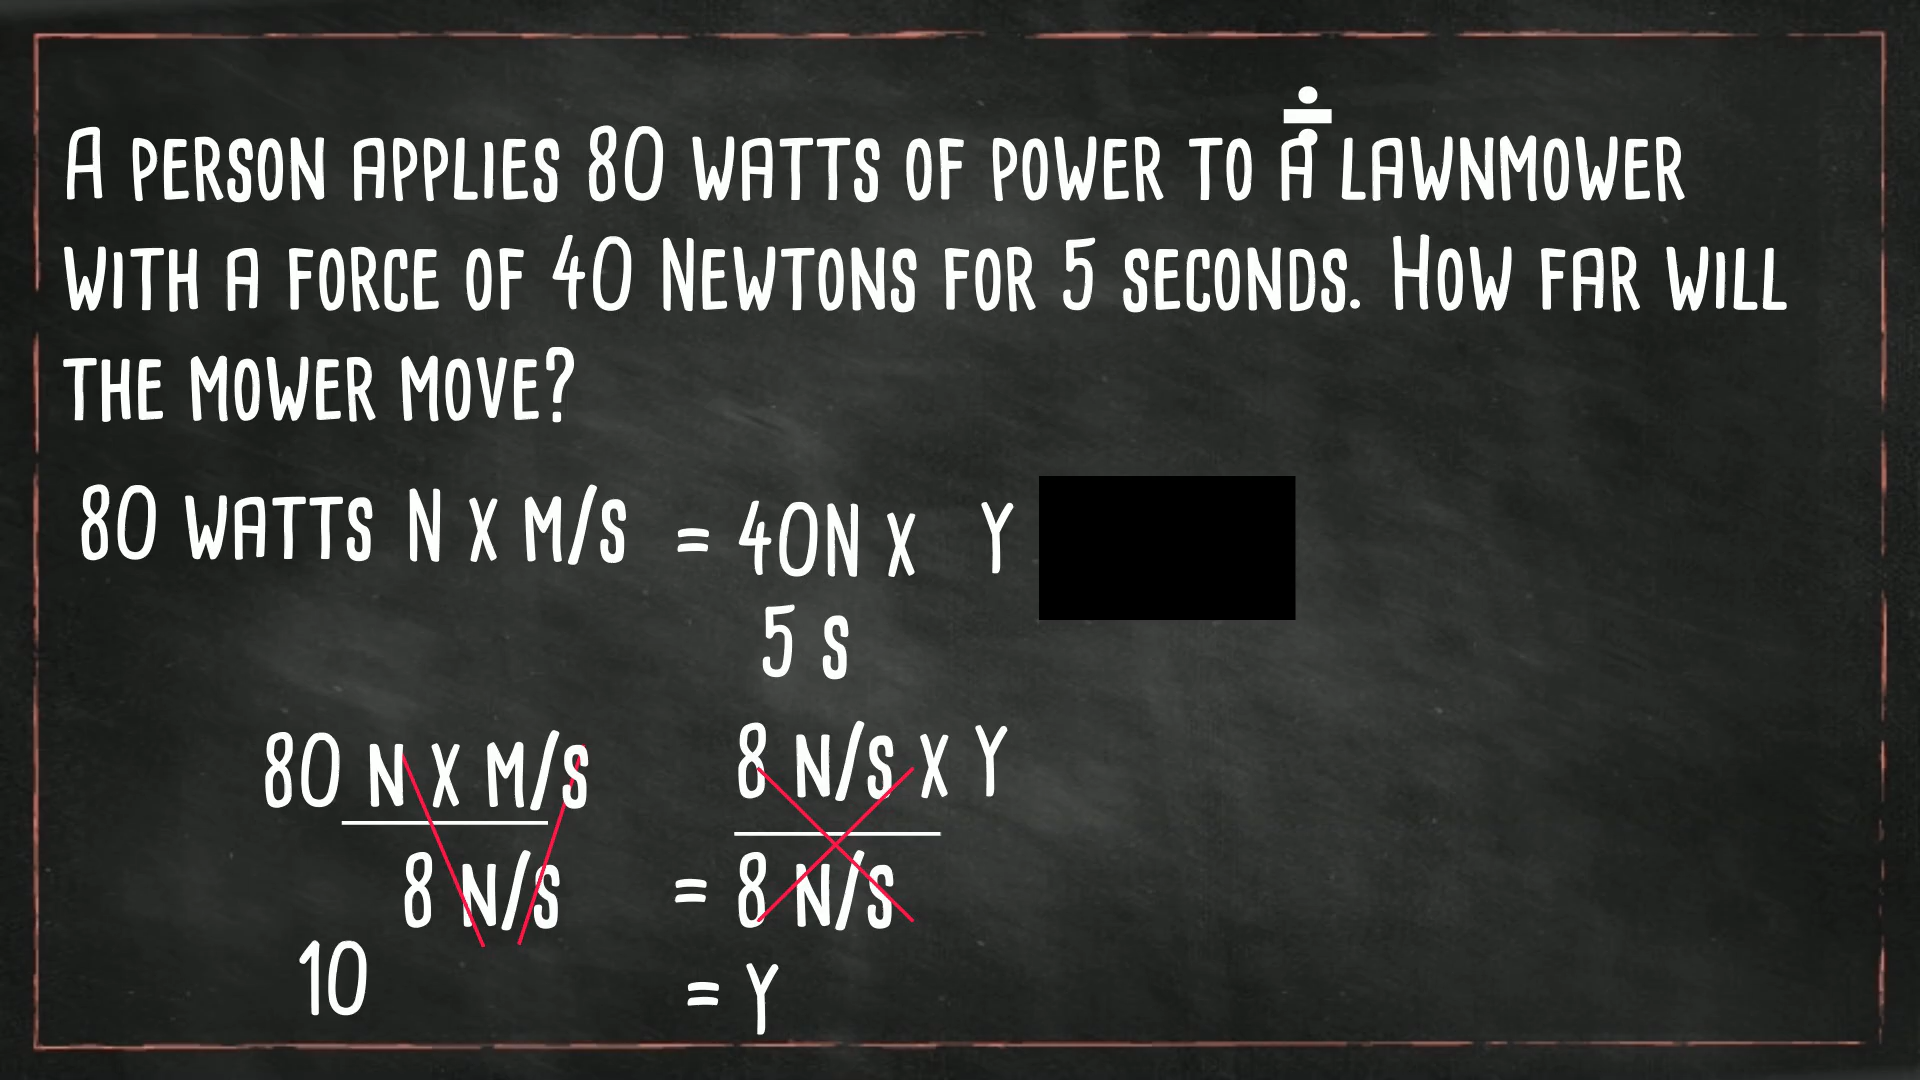 ÷
A person applies 80 watts of power to a lawnmower
with a force of 40 Newtons for 5 seconds. How far will
the mower move?
80 watts N x m/s = 40N x Y
5 s
80 N x m/s 8 N/s x Y
8 N/s = 8 N/s
10 = Y